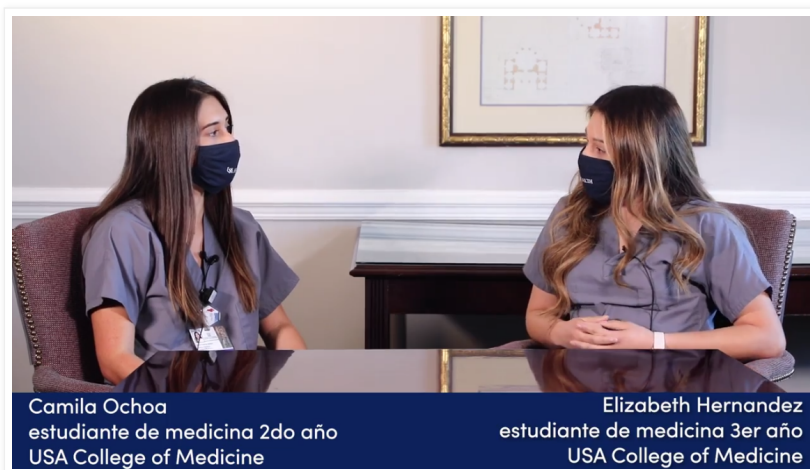 Camila Ochoa
estudiante de medicina 2do año
USA College of Medicine
Elizabeth Hernandez
estudiante de medicina 3er año
USA College of Medicine